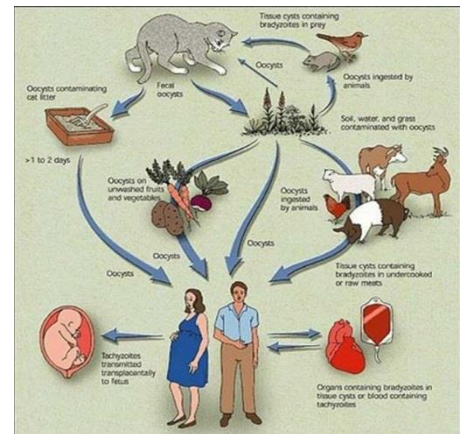 Tissue cysts containing
bradyzoites in prey
Oocysts
Oocysts ingested by
animals
Oocysts contaminating
cat litter
Fecal
oocysts
Soil, water, and grass
contaminated with oocysts
>1 to 2 days
Oocysts on
unwashed fruits
and vegetables
Oocysts
ingested
by animals
Oocysts
Oocysts
Oocysts
Tissue cysts containing
bradyzoites in undercooked
or raw meats
Tachyzoites
transmitted
transplacentally
to fetus
Organs containing bradyzoites in
tissue cysts or blood containing
tachyzoites